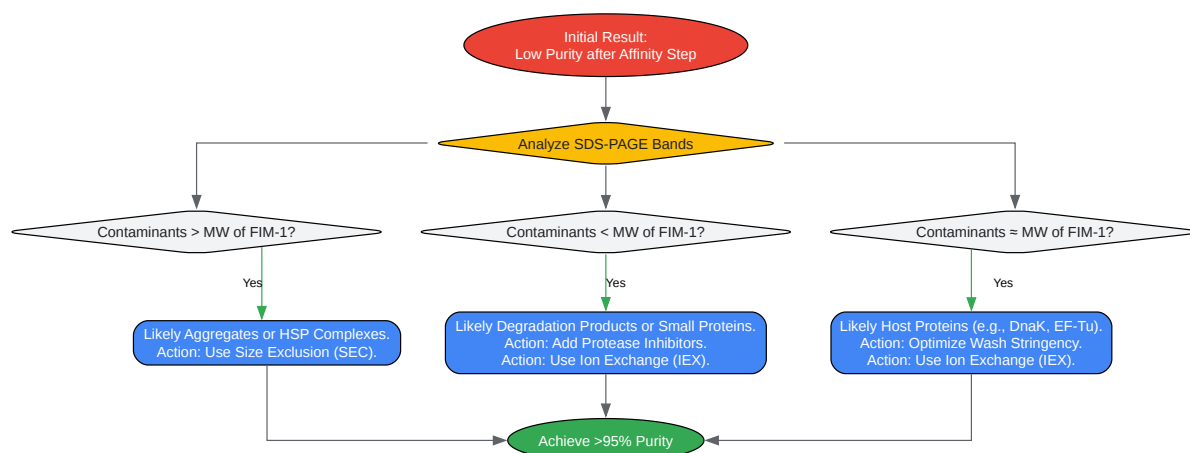 Initial Result:
Low Purity after Affinity Step
Analyze SDS-PAGE Bands
Contaminants > MW of FIM-1?
Contaminants < MW of FIM-1?
Contaminants ≈ MW of FIM-1?
Yes
Yes
Yes
Likely Aggregates or HSP Complexes.
Action: Use Size Exclusion (SEC).
Likely Degradation Products or Small Proteins.
Action: Add Protease Inhibitors.
Action: Use Ion Exchange (IEX).
Likely Host Proteins (e.g., DnaK, EF-Tu).
Action: Optimize Wash Stringency.
Action: Use Ion Exchange (IEX).
Achieve >95% Purity